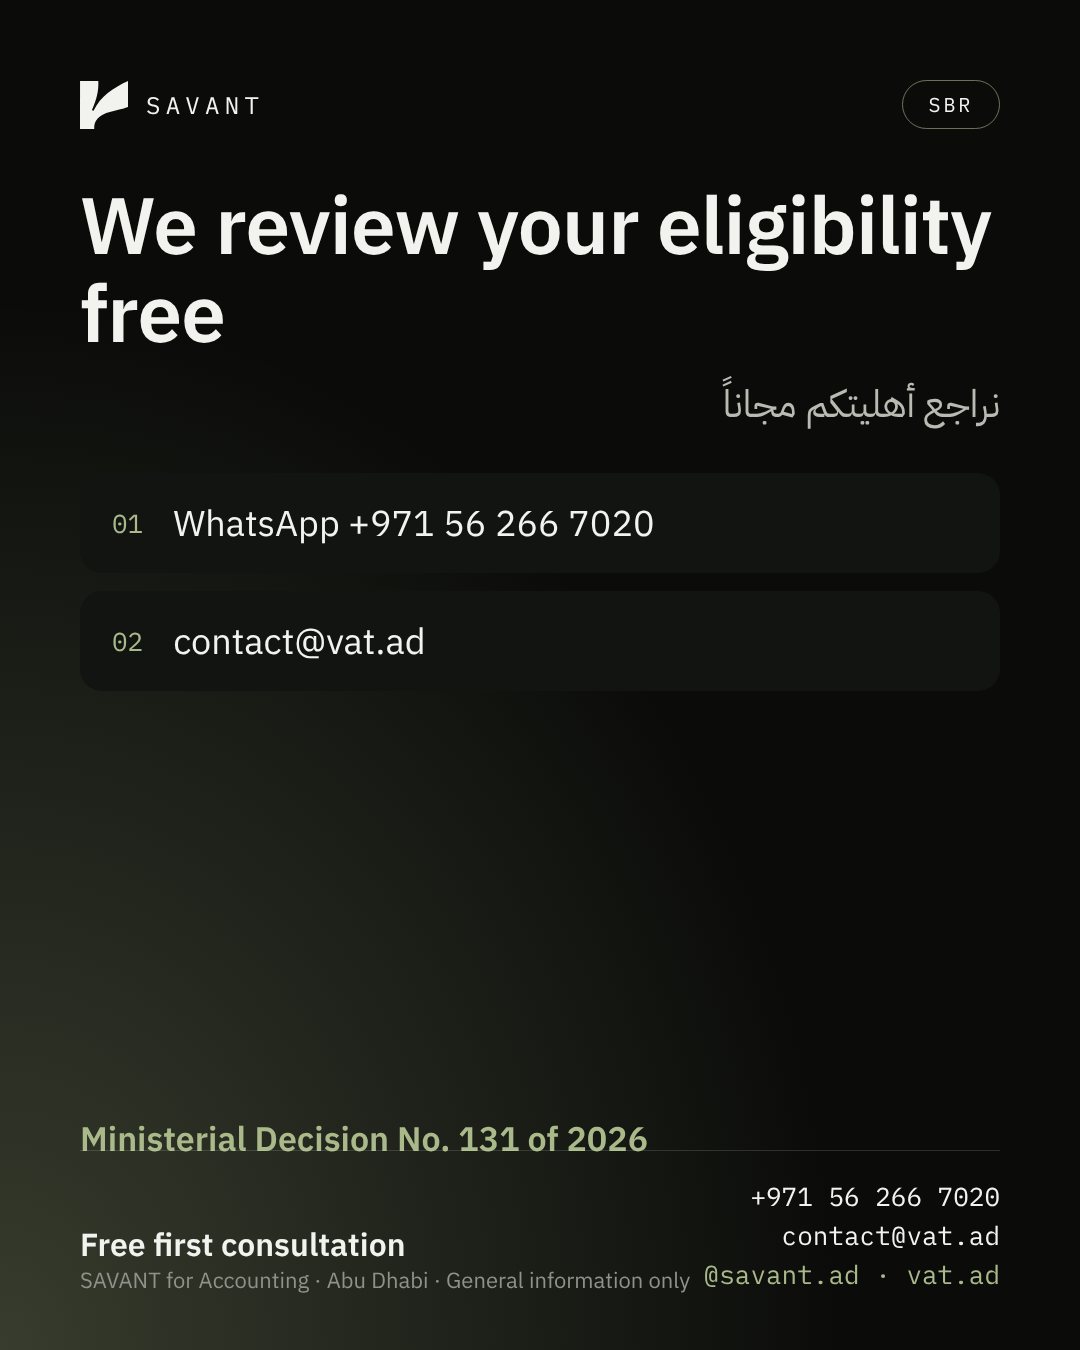 SAVANT
SBR
We review your eligibility
free
نراجع أهليتكم مجاناً
01 WhatsApp +971 56 266 7020
02 contact@vat.ad
Ministerial Decision No. 131 of 2026
+971 56 266 7020
contact@vat.ad
Free first consultation
SAVANT for Accounting · Abu Dhabi · General information only
@savant.ad · vat.ad